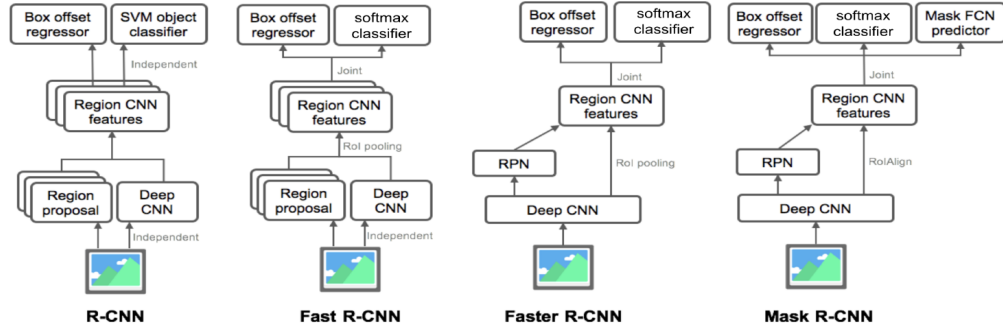 Box offset
regressor
SVM object
classifier
Independent
Region CNN
features
Region
proposal
Deep
CNN
Independent
R-CNN
Box offset
regressor
softmax
classifier
Joint
Region CNN
features
RoI pooling
Region
proposal
Deep
CNN
Independent
Fast R-CNN
Box offset
regressor
softmax
classifier
Joint
Region CNN
features
RPN
RoI pooling
Deep CNN
Faster R-CNN
Box offset
regressor
softmax
classifier
Mask FCN
predictor
Joint
Region CNN
features
RPN
RoIAlign
Deep CNN
Mask R-CNN